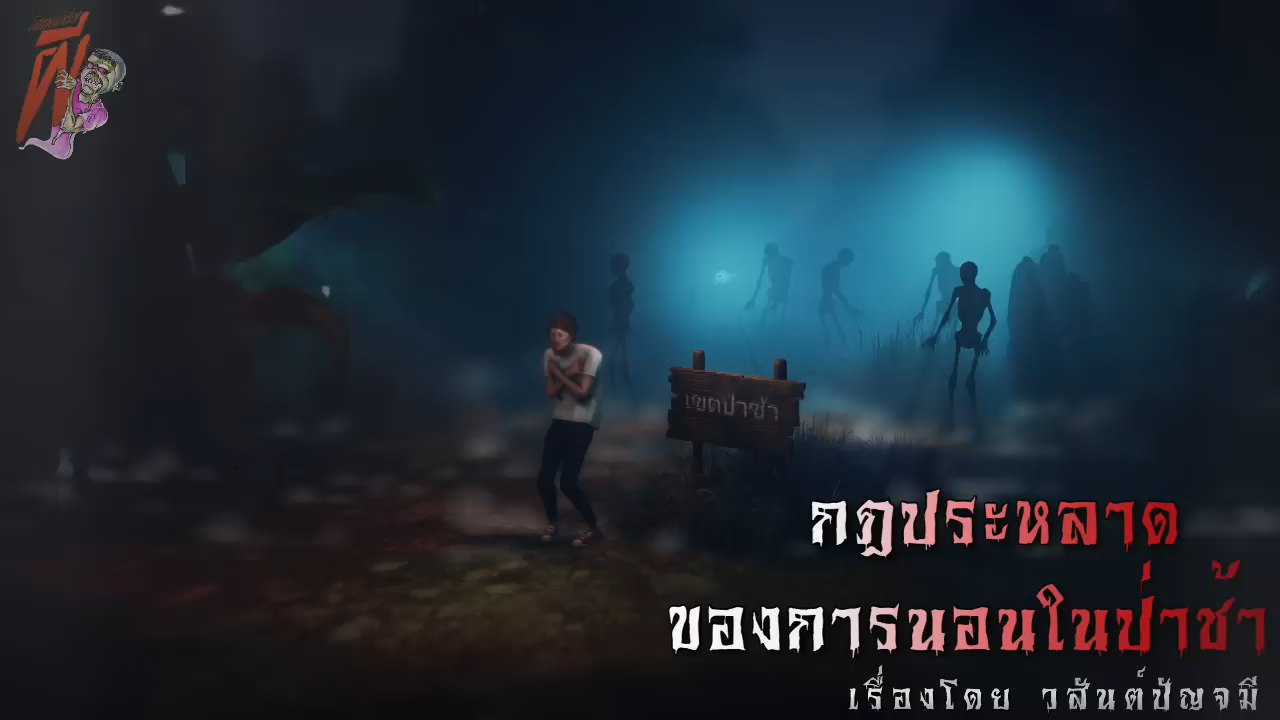 ผี
เขตป่าช้า
กฎประหลาด
ของการนอนในป่าช้า
เรื่องโดย วสันต์ปัญจมี